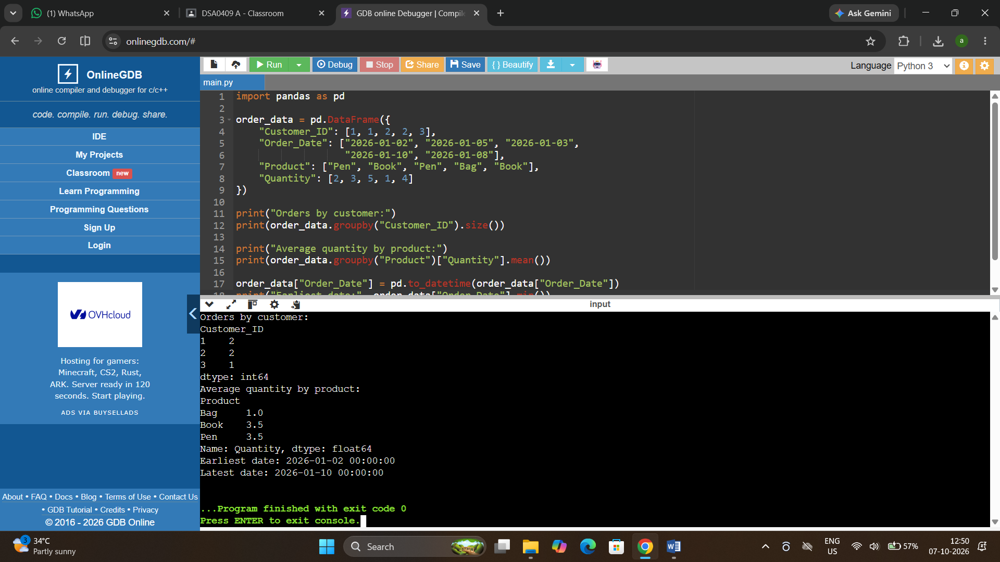 (1) WhatsApp
DSA0409 A - Classroom
GDB online Debugger | Compile
Ask Gemini
onlinegdb.com/#
a
OnlineGDB
online compiler and debugger for c/c++
code. compile. run. debug. share.
IDE
My Projects
Classroom new
Learn Programming
Programming Questions
Sign Up
Login
OVHcloud
Hosting for gamers:
Minecraft, CS2, Rust,
ARK. Server ready in 120
seconds. Start playing.
ADS VIA BUYSELLADS
About • FAQ • Docs • Blog • Terms of Use • Contact Us
• GDB Tutorial • Credits • Privacy
© 2016 - 2026 GDB Online
Run Debug Stop Share Save { } Beautify
Language Python 3
main.py
1 import pandas as pd
2
3 order_data = pd.DataFrame({
4 "Customer_ID": [1, 1, 2, 2, 3],
5 "Order_Date": ["2026-01-02", "2026-01-05", "2026-01-03",
6 "2026-01-10", "2026-01-08"],
7 "Product": ["Pen", "Book", "Pen", "Bag", "Book"],
8 "Quantity": [2, 3, 5, 1, 4]
9 })
10
11 print("Orders by customer:")
12 print(order_data.groupby("Customer_ID").size())
13
14 print("Average quantity by product:")
15 print(order_data.groupby("Product")["Quantity"].mean())
16
17 order_data["Order_Date"] = pd.to_datetime(order_data["Order_Date"])
18 print("Earliest date:", order_data["Order_Date"].min())
input
Orders by customer:
Customer_ID
1 2
2 2
3 1
dtype: int64
Average quantity by product:
Product
Bag 1.0
Book 3.5
Pen 3.5
Name: Quantity, dtype: float64
Earliest date: 2026-01-02 00:00:00
Latest date: 2026-01-10 00:00:00
...Program finished with exit code 0
Press ENTER to exit console.
3
34°C
Partly sunny
Search
ENG
US
57%
12:50
07-10-2026